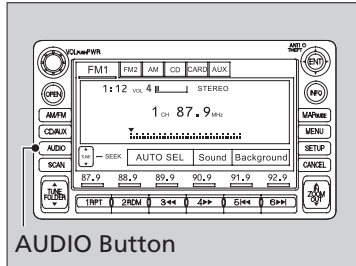 VOL PUSH PWR
ANTI THEFT
ENT
FM1 FM2 AM CD CARD AUX
OPEN
1:12 VOL 4 STEREO
INFO
1 CH 87.9 MHz
AM/FM
MAP/GUIDE
CD/AUX
MENU
AUDIO
TUNE SEEK AUTO SEL Sound Background
SETUP
SCAN
CANCEL
87.9 88.9 89.9 90.9 91.9 92.9
TUNE FOLDER
IN ZOOM OUT
1RPT 2RDM 3◄◄ 4►► 5|◄◄ 6►►|
AUDIO Button